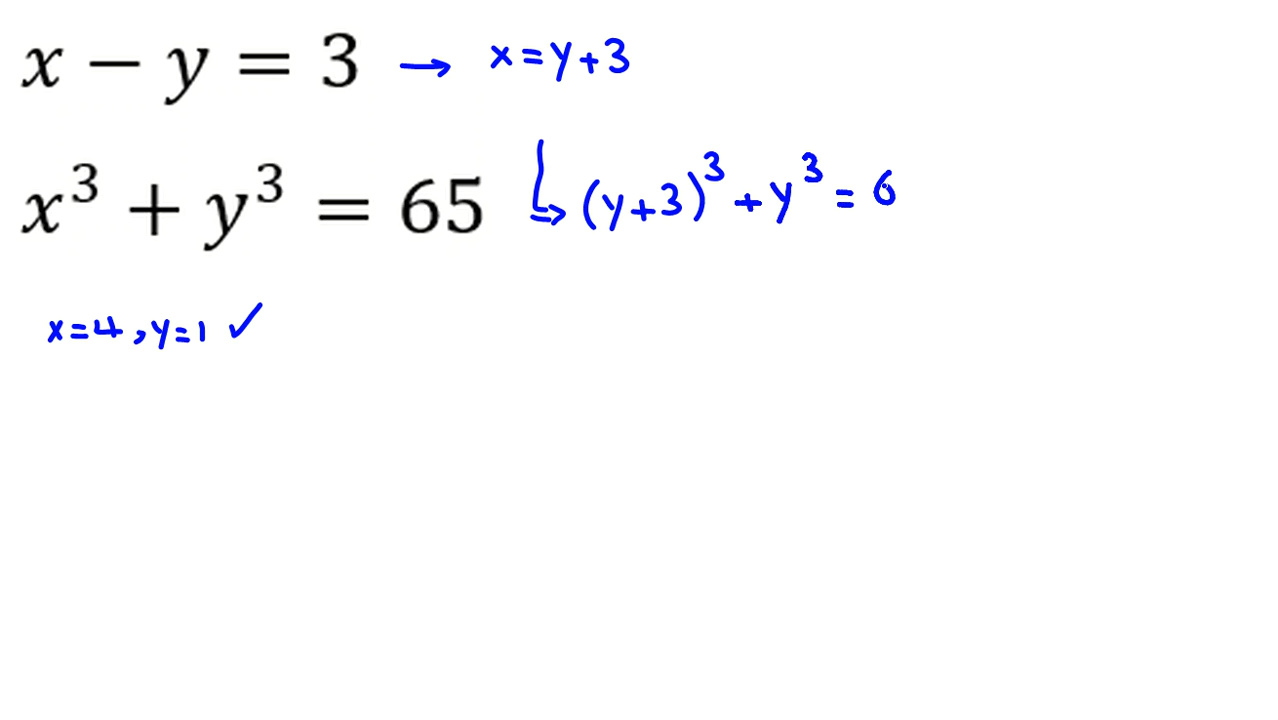 x − y = 3 → x=y+3
x³ + y³ = 65 ↳ (y+3)³+y³=6
x=4,y=1 ✓